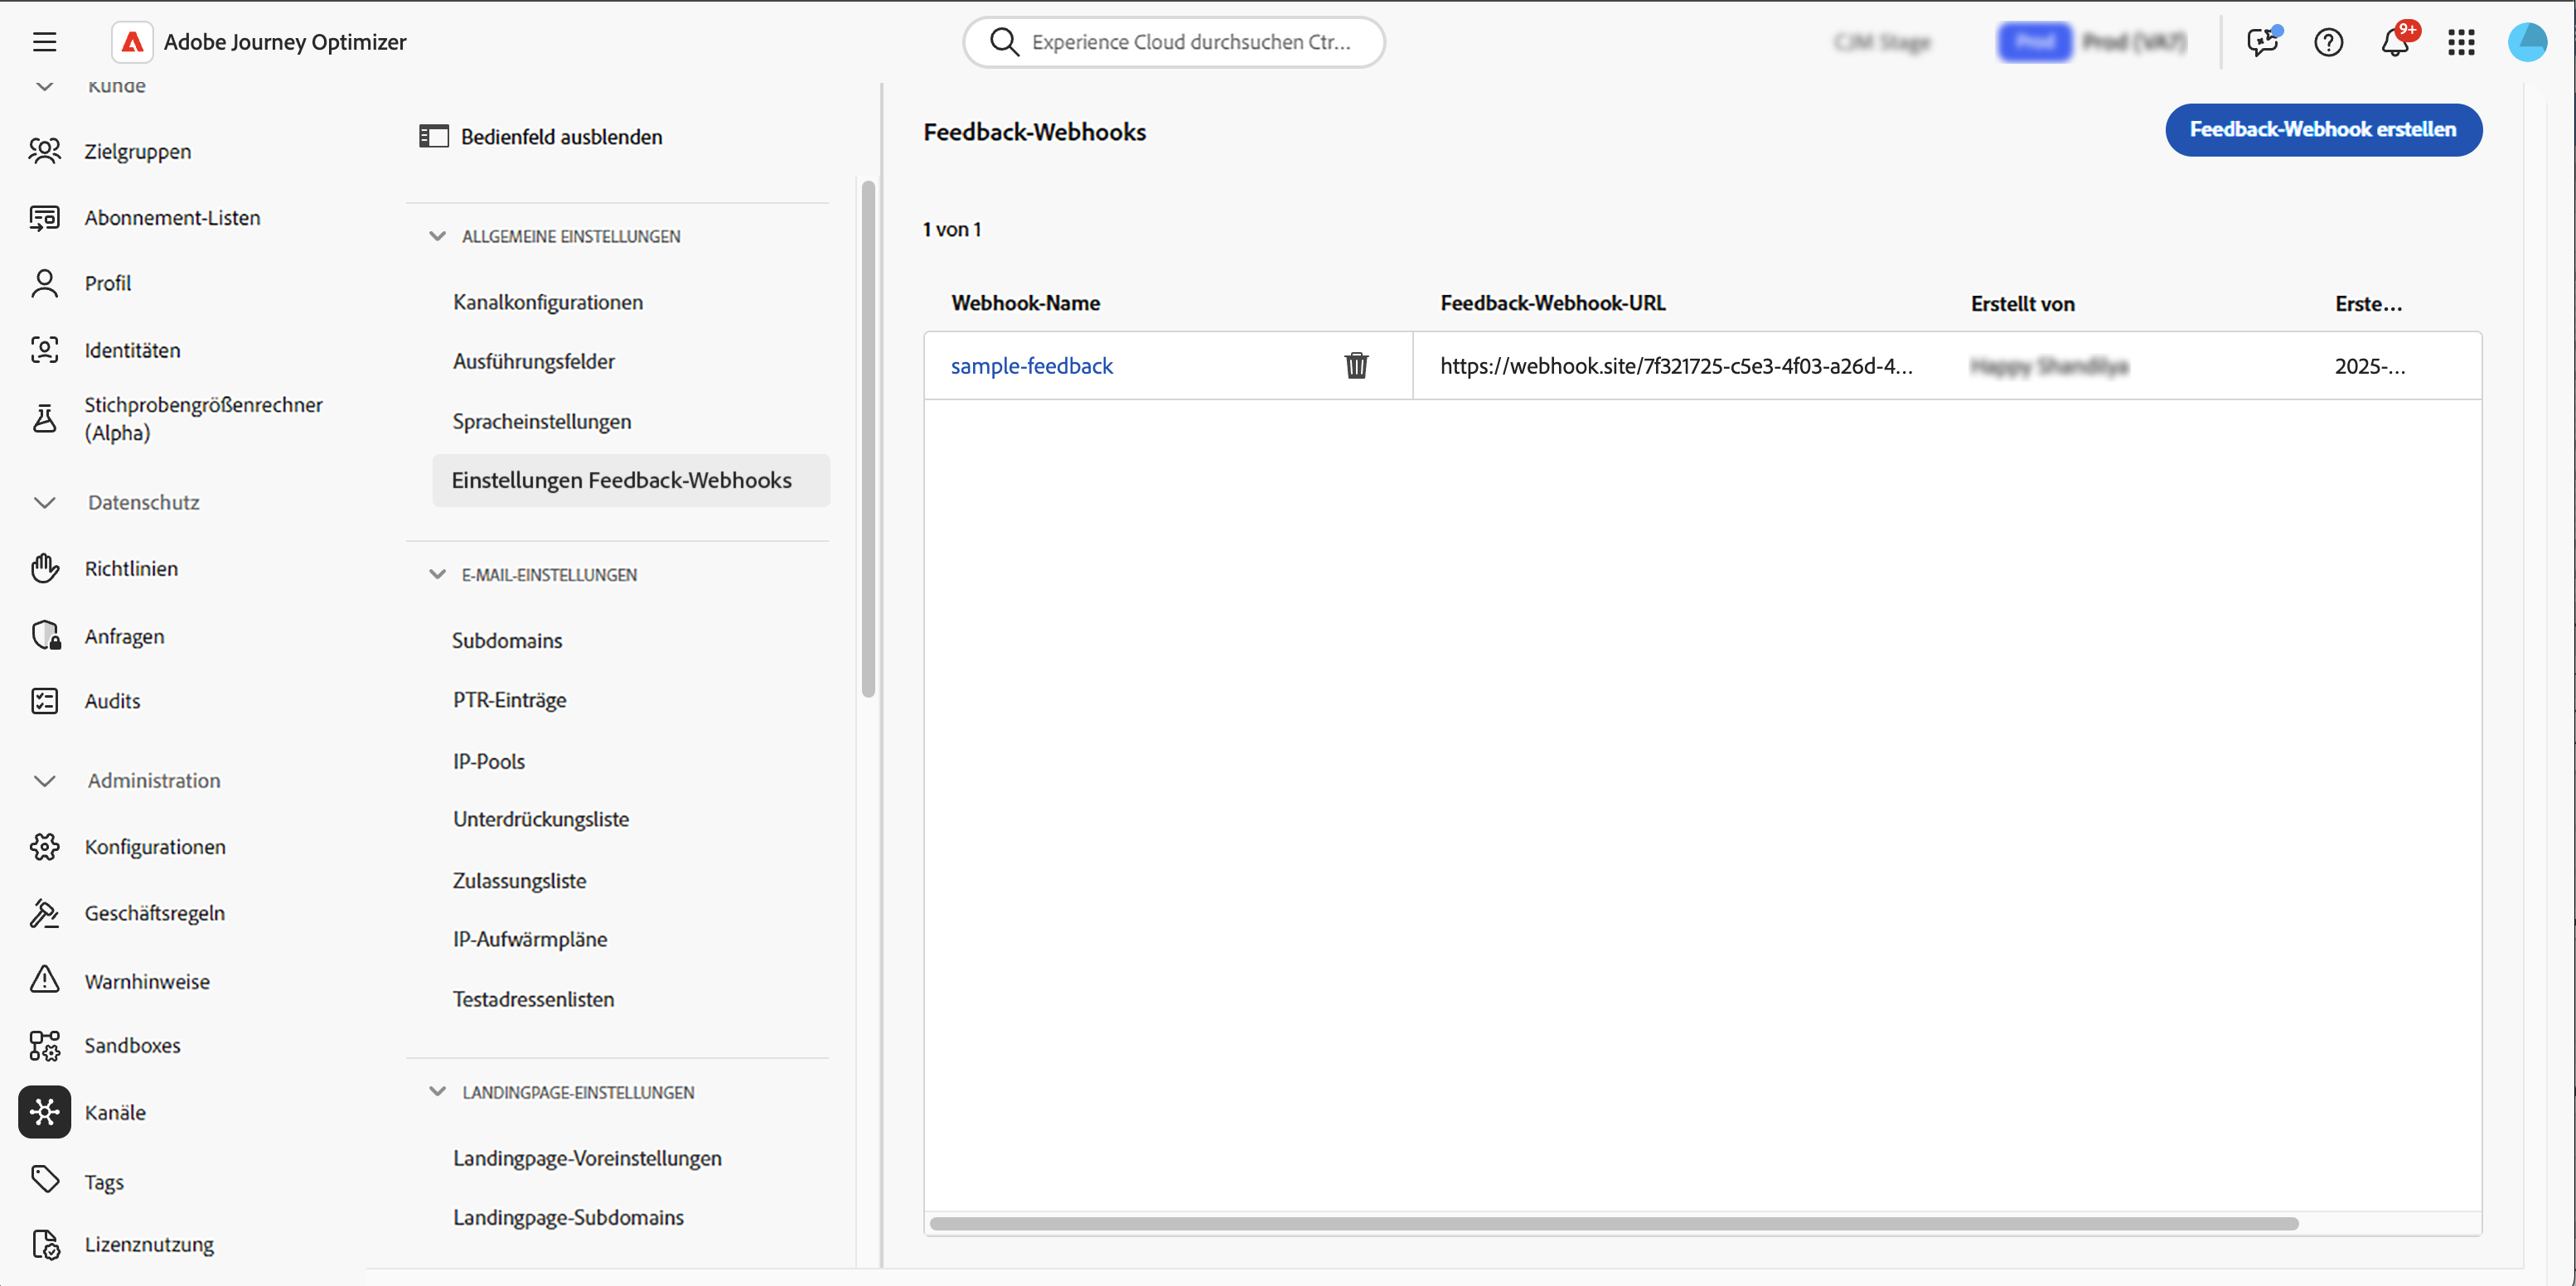 Adobe Journey Optimizer
Experience Cloud durchsuchen Ctr...
9+
Kunde
Zielgruppen
Abonnement-Listen
Profil
Identitäten
Stichprobengrößenrechner
(Alpha)
Datenschutz
Richtlinien
Anfragen
Audits
Administration
Konfigurationen
Geschäftsregeln
Warnhinweise
Sandboxes
Kanäle
Tags
Lizenznutzung
Bedienfeld ausblenden
ALLGEMEINE EINSTELLUNGEN
Kanalkonfigurationen
Ausführungsfelder
Spracheinstellungen
Einstellungen Feedback-Webhooks
E-MAIL-EINSTELLUNGEN
Subdomains
PTR-Einträge
IP-Pools
Unterdrückungsliste
Zulassungsliste
IP-Aufwärmpläne
Testadressenlisten
LANDINGPAGE-EINSTELLUNGEN
Landingpage-Voreinstellungen
Landingpage-Subdomains
Feedback-Webhooks
Feedback-Webhook erstellen
1 von 1
Webhook-Name Feedback-Webhook-URL Erstellt von Erste...
sample-feedback https://webhook.site/7f321725-c5e3-4f03-a26d-4... 2025-...